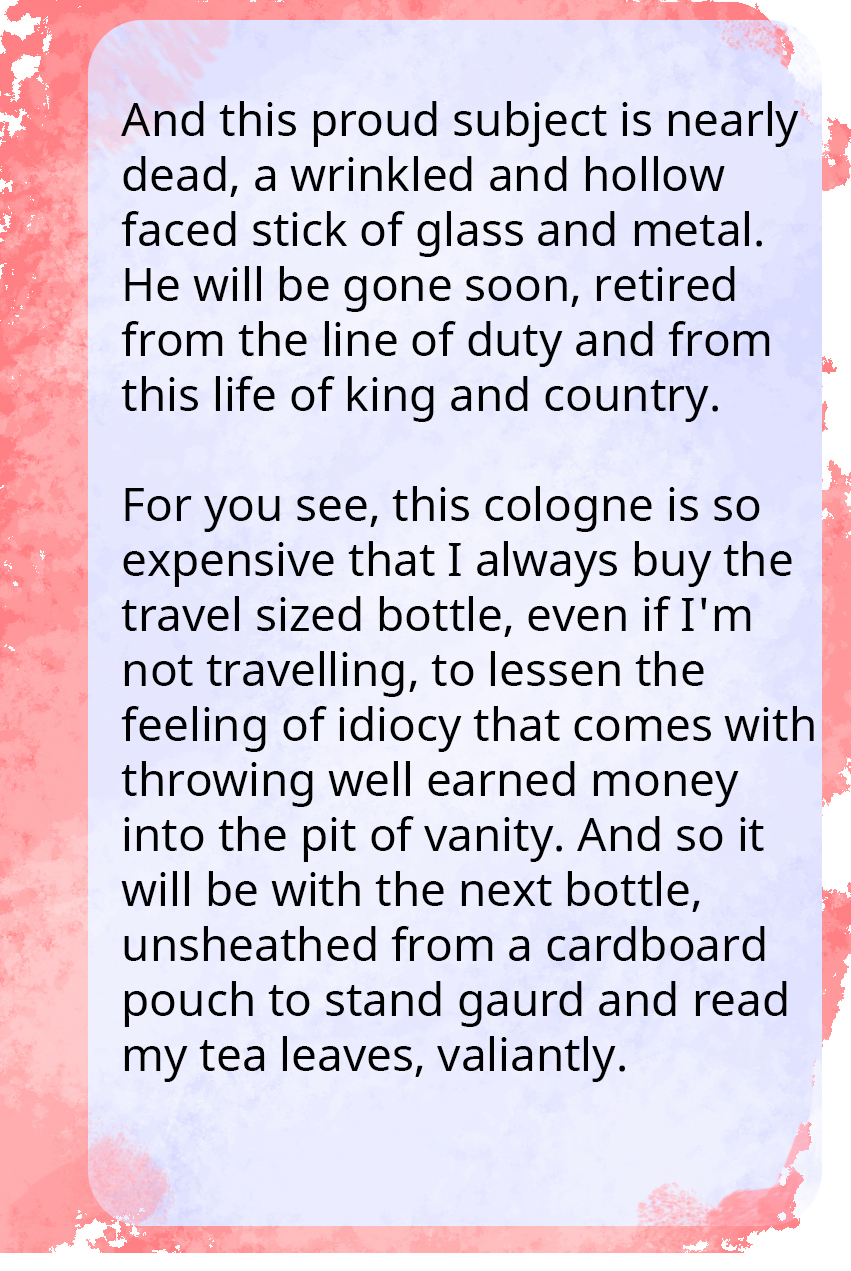 And this proud subject is nearly
dead, a wrinkled and hollow
faced stick of glass and metal.
He will be gone soon, retired
from the line of duty and from
this life of king and country.

For you see, this cologne is so
expensive that I always buy the
travel sized bottle, even if I'm
not travelling, to lessen the
feeling of idiocy that comes with
throwing well earned money
into the pit of vanity. And so it
will be with the next bottle,
unsheathed from a cardboard
pouch to stand gaurd and read
my tea leaves, valiantly.